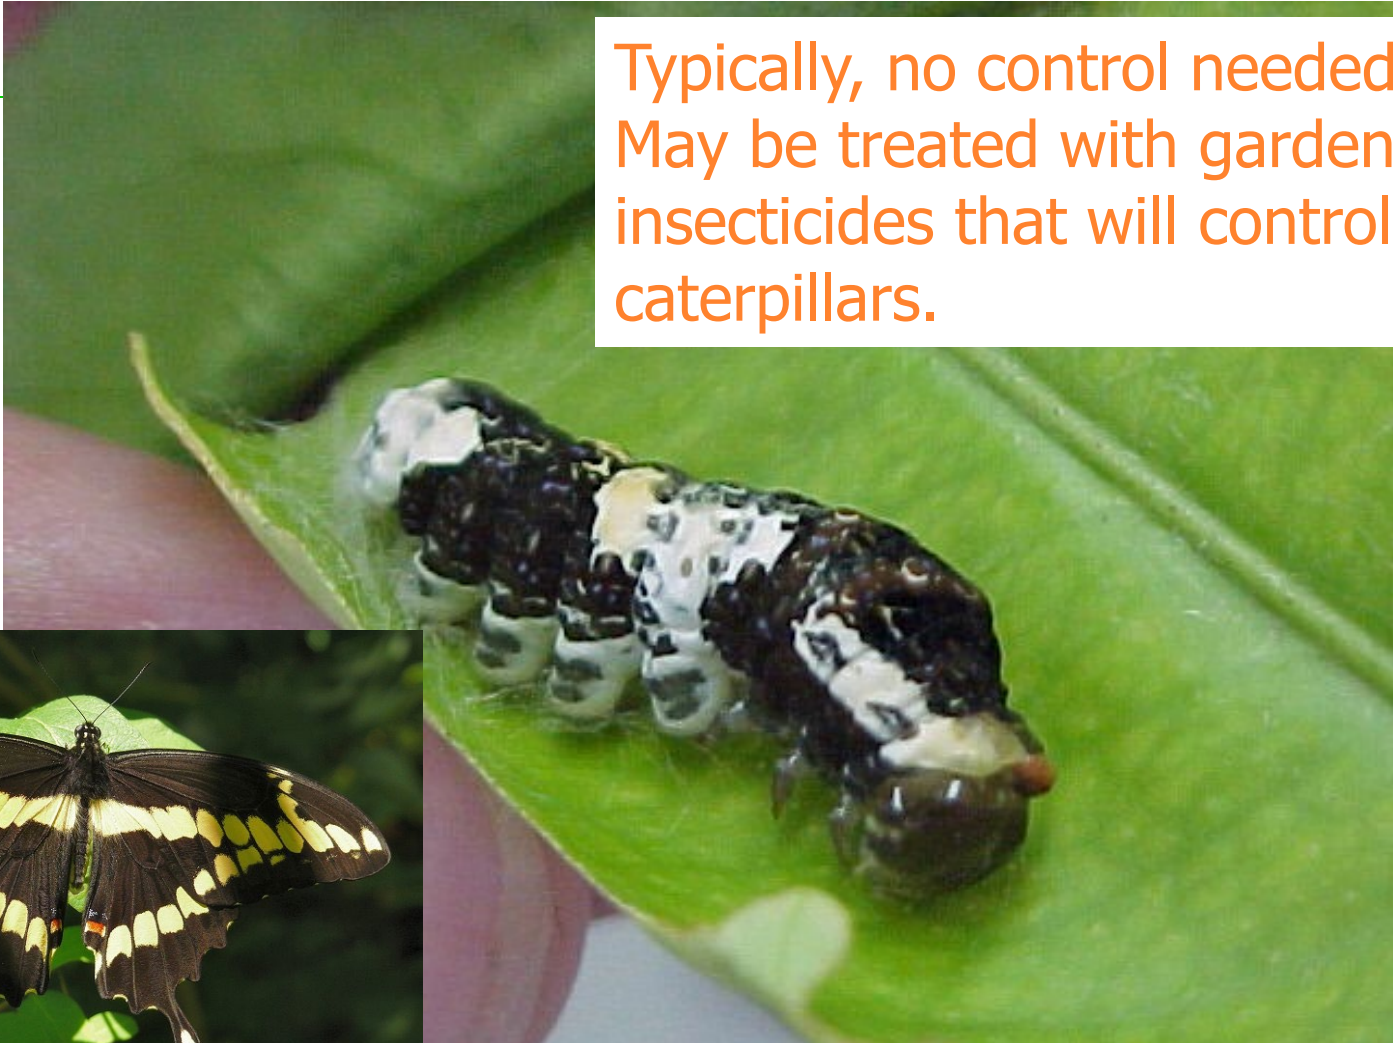 Typically, no control needed
May be treated with garden
insecticides that will control
caterpillars.